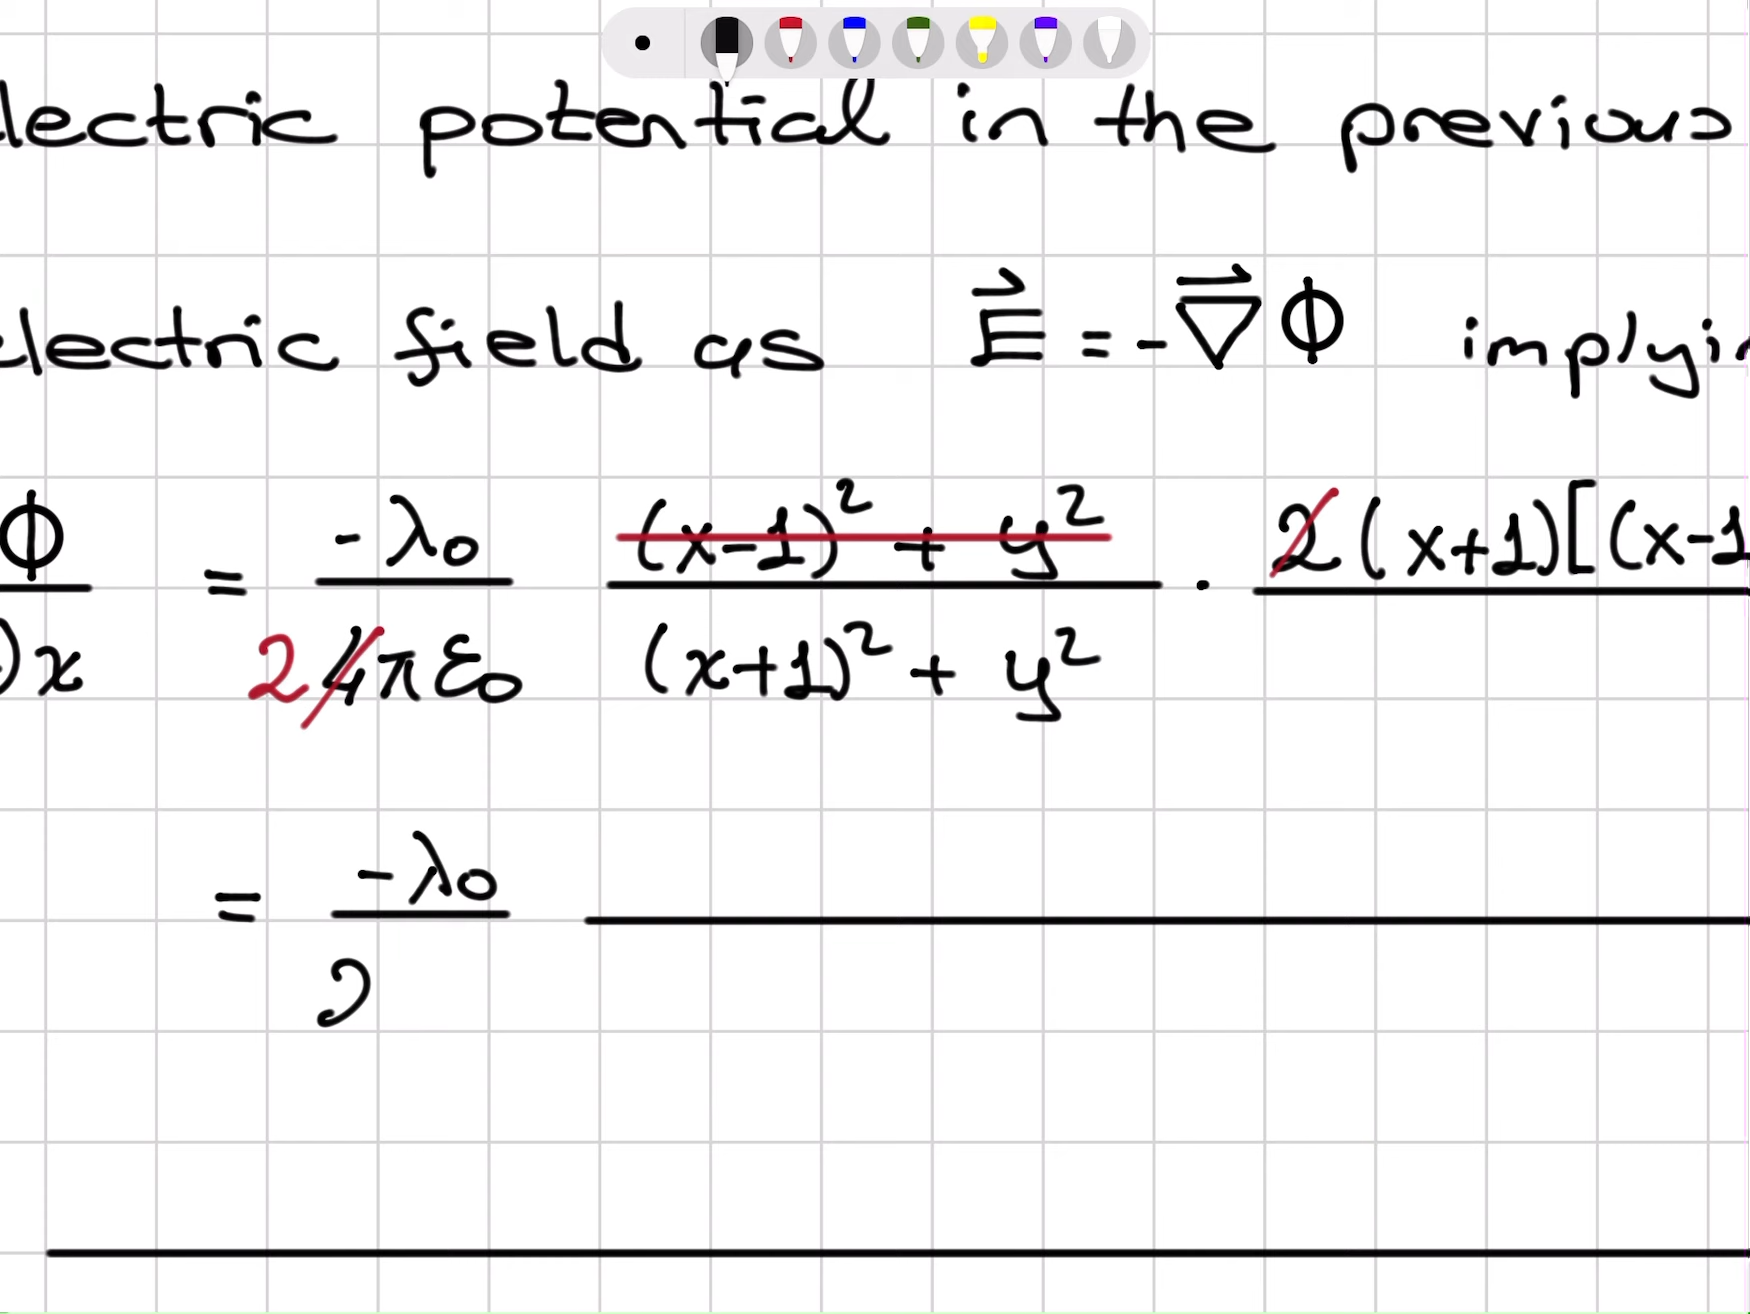 lectric potential in the previous
lectric field as E⃗ = -∇⃗Φ implyin
Φ/∂x = -λ₀/(2 4πε₀) ((x-1)² + y²)/((x+1)² + y²) · 2(x+1)[(x-1
= -λ₀/2